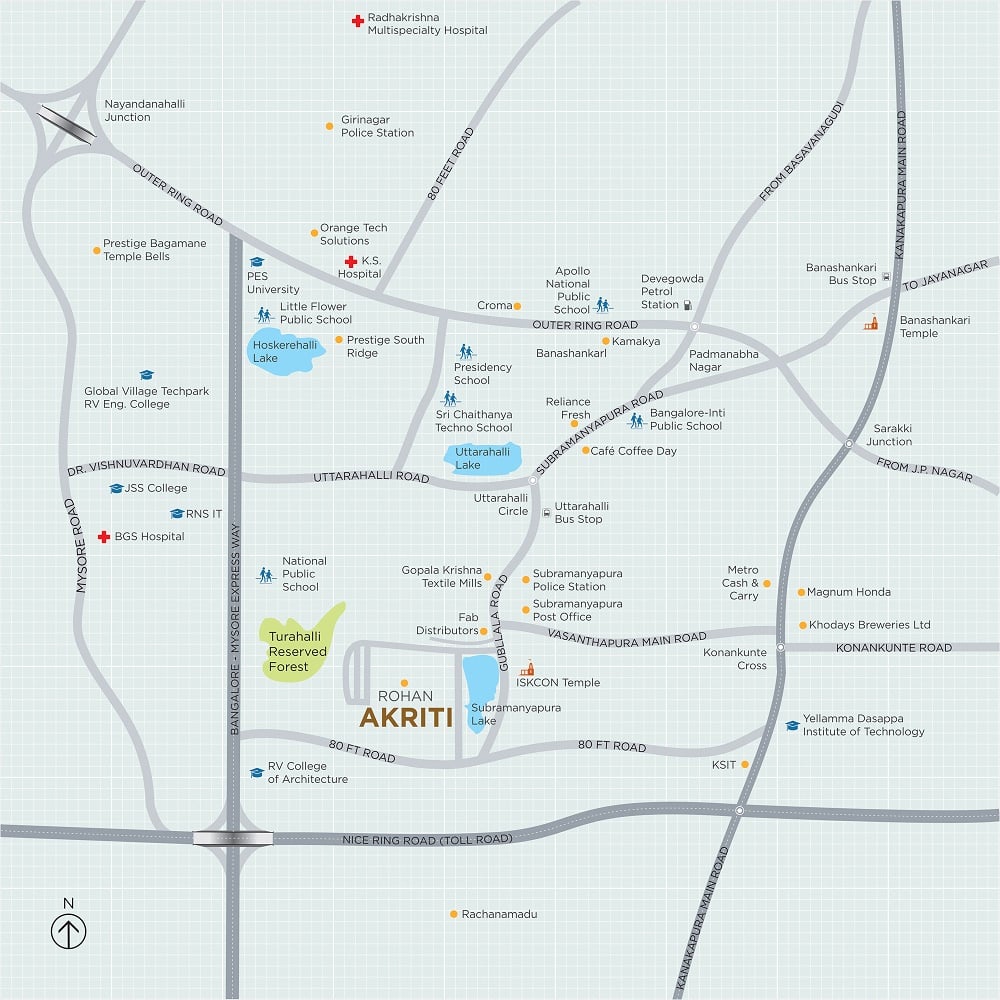 Radhakrishna
Multispecialty Hospital
Nayandanahalli
Junction
Girinagar
Police Station
80 FEET ROAD
FROM BASAVANAGUDI
KANAKAPURA MAIN ROAD
OUTER RING ROAD
Prestige Bagamane
Temple Bells
Orange Tech
Solutions
K.S.
Hospital
PES
University
Little Flower
Public School
Hoskerehalli
Lake
Prestige South
Ridge
Croma
Apollo
National
Public
School
Devegowda
Petrol
Station
Banashankari
Bus Stop
TO JAYANAGAR
Banashankari
Temple
OUTER RING ROAD
Kamakya
Banashankarl
Padmanabha
Nagar
Presidency
School
Global Village Techpark
RV Eng. College
Sri Chaithanya
Techno School
Reliance
Fresh
SUBRAMANYAPURA ROAD
Bangalore-Inti
Public School
Café Coffee Day
Sarakki
Junction
FROM J.P. NAGAR
Uttarahalli
Lake
DR. VISHNUVARDHAN ROAD
UTTARAHALLI ROAD
JSS College
RNS IT
BGS Hospital
MYSORE ROAD
BANGALORE - MYSORE EXPRESS WAY
Uttarahalli
Circle
Uttarahalli
Bus Stop
National
Public
School
Gopala Krishna
Textile Mills
Subramanyapura
Police Station
Subramanyapura
Post Office
Fab
Distributors
GUBLLALA ROAD
VASANTHAPURA MAIN ROAD
Metro
Cash &
Carry
Magnum Honda
Khodays Breweries Ltd
Konankunte
Cross
KONANKUNTE ROAD
Turahalli
Reserved
Forest
ROHAN
AKRITI
ISKCON Temple
Subramanyapura
Lake
80 FT ROAD
80 FT ROAD
Yellamma Dasappa
Institute of Technology
KSIT
RV College
of Architecture
NICE RING ROAD (TOLL ROAD)
KANAKAPURA MAIN ROAD
Rachanamadu
N